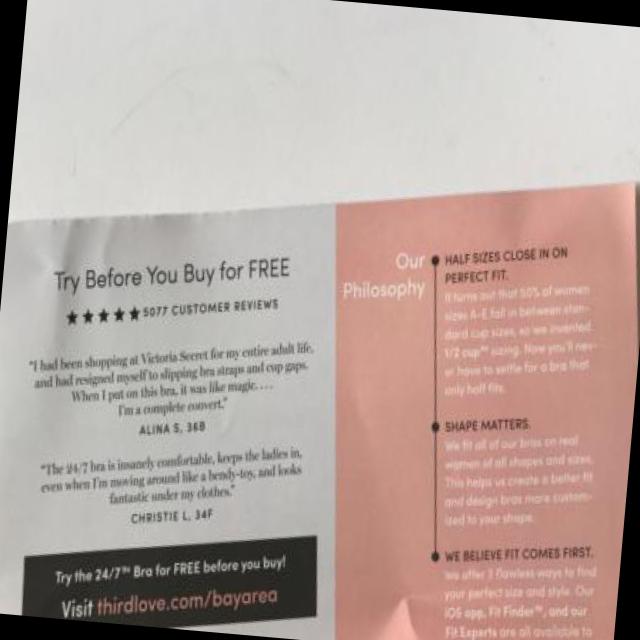 Try Before You Buy for FREE
★★★★★ 5077 CUSTOMER REVIEWS
"I had been shopping at Victoria Secret for my entire adult life,
and had resigned myself to slipping bra straps and cup gaps.
When I put on this bra, it was like magic. . . .
I'm a complete convert."
ALINA S, 36B
"The 24/7 bra is insanely comfortable, keeps the ladies in,
even when I'm moving around like a bendy-toy, and looks
fantastic under my clothes."
CHRISTIE L, 34F
Try the 24/7™ Bra for FREE before you buy!
Visit thirdlove.com/bayarea
Our
Philosophy
HALF SIZES CLOSE IN ON
PERFECT FIT.
It turns out that 50% of women
sizes A-E fall in between stan-
dard cup sizes, so we invented
1/2 cup™ sizing. Now you'll nev-
er have to settle for a bra that
only half fits.
SHAPE MATTERS.
We fit all of our bras on real
women of all shapes and sizes.
This helps us create a better fit
and design bras more custom-
ized to your shape.
WE BELIEVE FIT COMES FIRST.
We offer 3 flawless ways to find
your perfect size and style. Our
iOS app, Fit Finder™, and our
Fit Experts are all available to